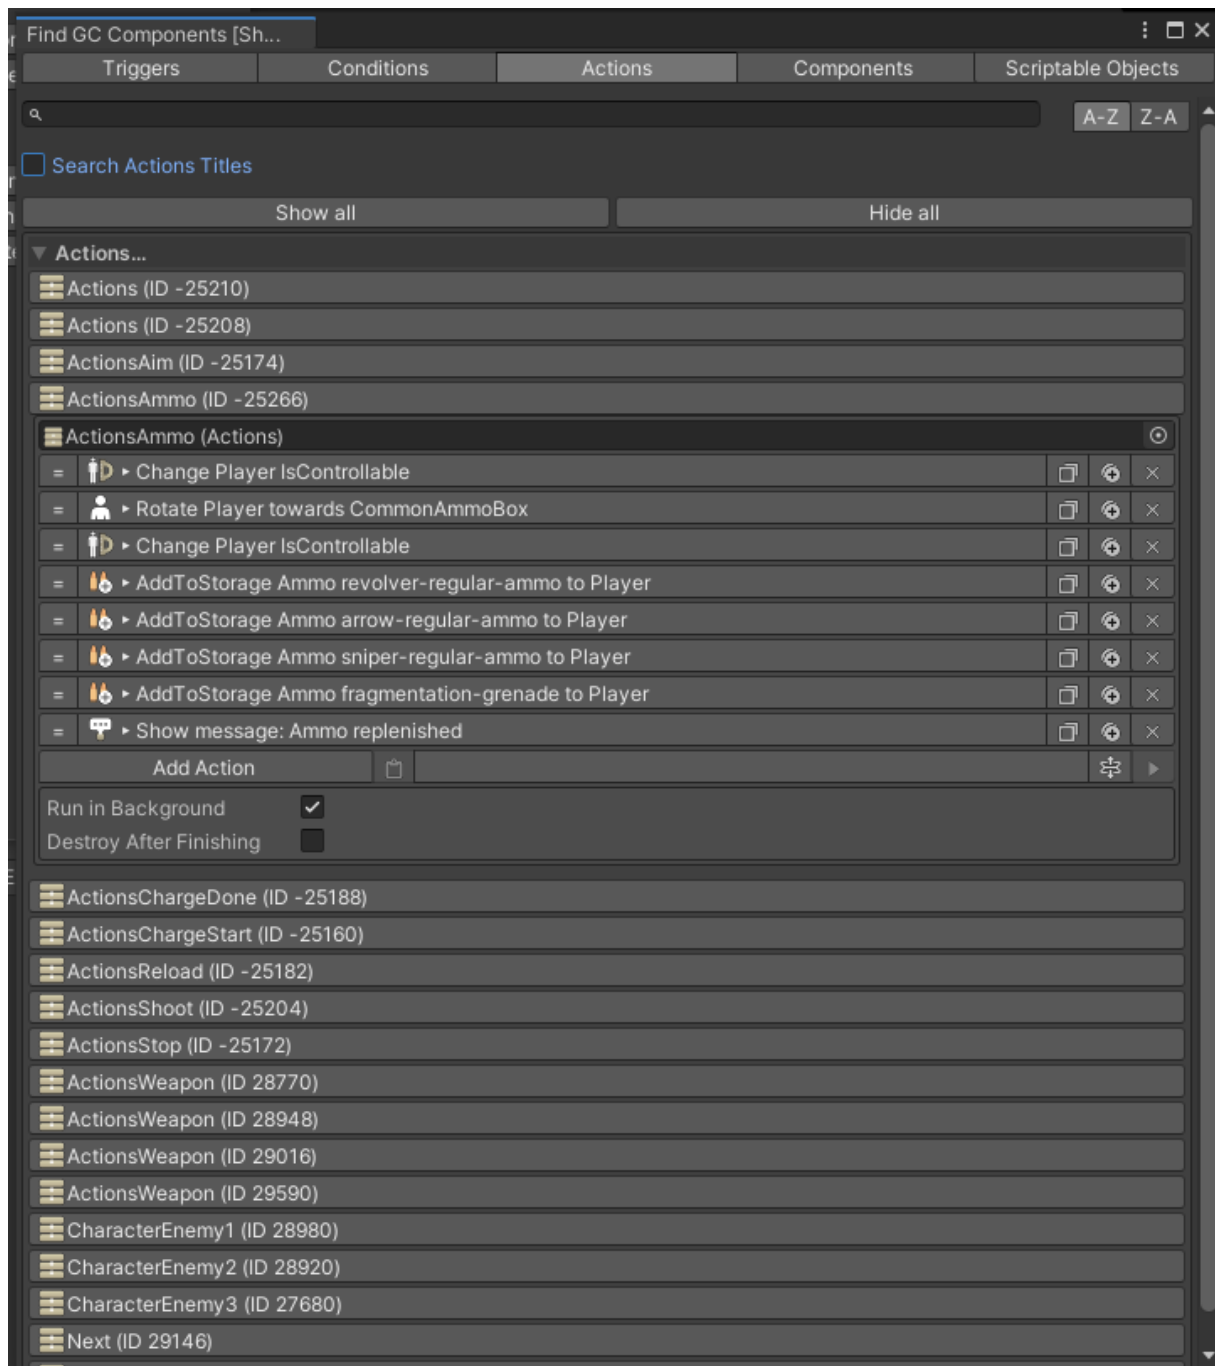 Find GC Components [Sh...
Triggers Conditions Actions Components Scriptable Objects
A-Z Z-A
Search Actions Titles
Show all Hide all
Actions...
Actions (ID -25210)
Actions (ID -25208)
ActionsAim (ID -25174)
ActionsAmmo (ID -25266)
ActionsAmmo (Actions)
= Change Player IsControllable
= Rotate Player towards CommonAmmoBox
= Change Player IsControllable
= AddToStorage Ammo revolver-regular-ammo to Player
= AddToStorage Ammo arrow-regular-ammo to Player
= AddToStorage Ammo sniper-regular-ammo to Player
= AddToStorage Ammo fragmentation-grenade to Player
= Show message: Ammo replenished
Add Action
Run in Background
Destroy After Finishing
ActionsChargeDone (ID -25188)
ActionsChargeStart (ID -25160)
ActionsReload (ID -25182)
ActionsShoot (ID -25204)
ActionsStop (ID -25172)
ActionsWeapon (ID 28770)
ActionsWeapon (ID 28948)
ActionsWeapon (ID 29016)
ActionsWeapon (ID 29590)
CharacterEnemy1 (ID 28980)
CharacterEnemy2 (ID 28920)
CharacterEnemy3 (ID 27680)
Next (ID 29146)